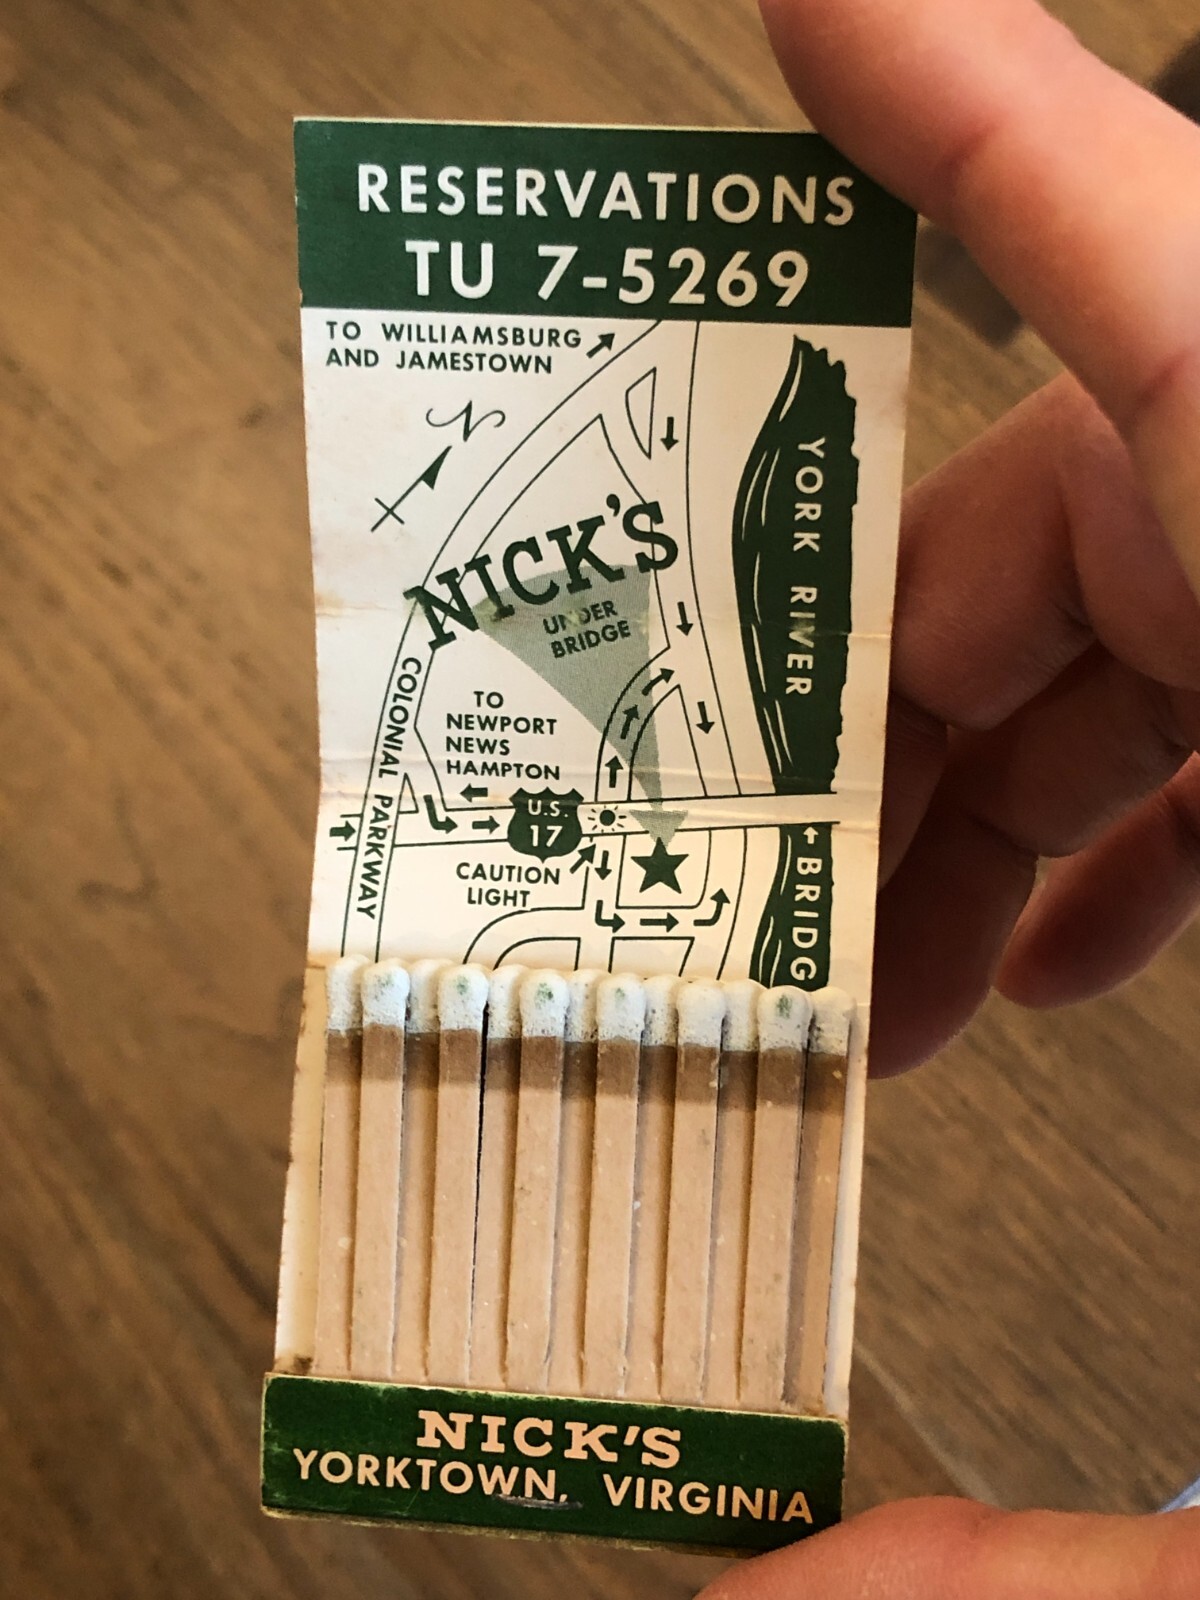 RESERVATIONS
TU 7-5269
TO WILLIAMSBURG
AND JAMESTOWN
N
YORK RIVER
NICK'S
UNDER
BRIDGE
COLONIAL PARKWAY
TO
NEWPORT
NEWS
HAMPTON
U.S.
17
CAUTION
LIGHT
BRIDG
NICK'S
YORKTOWN, VIRGINIA